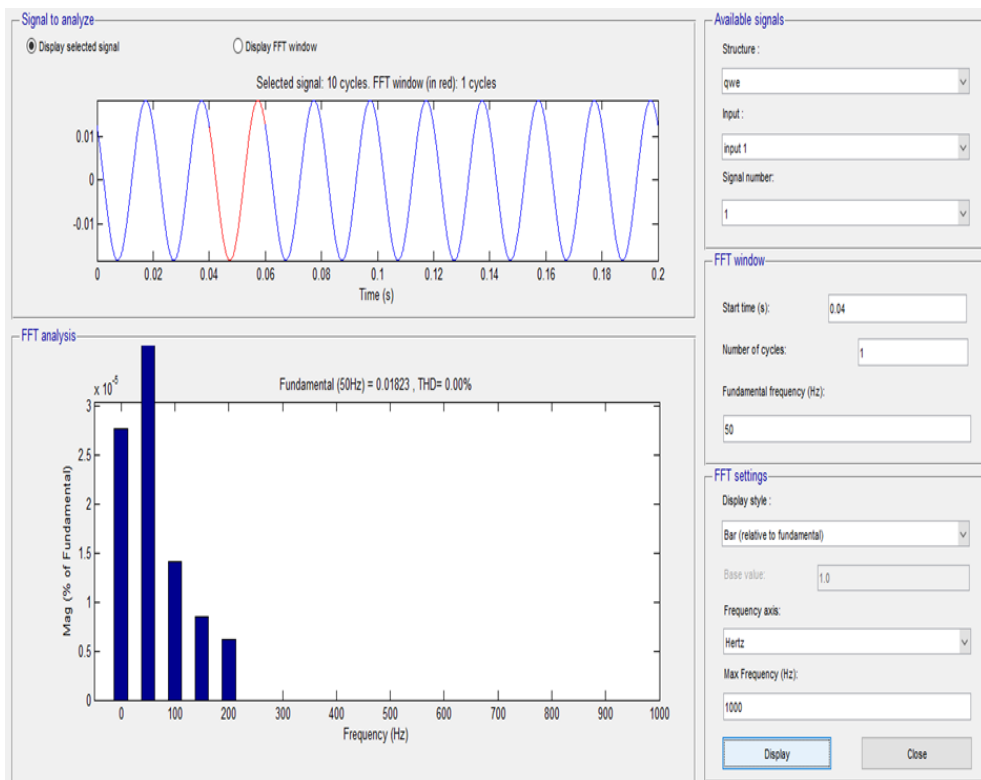 Signal to analyze
Display selected signal
Display FFT window
Selected signal: 10 cycles. FFT window (in red): 1 cycles
0.01
0
-0.01
0 0.02 0.04 0.06 0.08 0.1 0.12 0.14 0.16 0.18 0.2
Time (s)
FFT analysis
x 10^-5
Fundamental (50Hz) = 0.01823 , THD= 0.00%
3
2.5
2
1.5
1
0.5
0
Mag (% of Fundamental)
0 100 200 300 400 500 600 700 800 900 1000
Frequency (Hz)
Available signals
Structure :
qwe
Input :
input 1
Signal number:
1
FFT window
Start time (s): 0.04
Number of cycles: 1
Fundamental frequency (Hz):
50
FFT settings
Display style :
Bar (relative to fundamental)
Base value: 1.0
Frequency axis:
Hertz
Max Frequency (Hz):
1000
Display Close